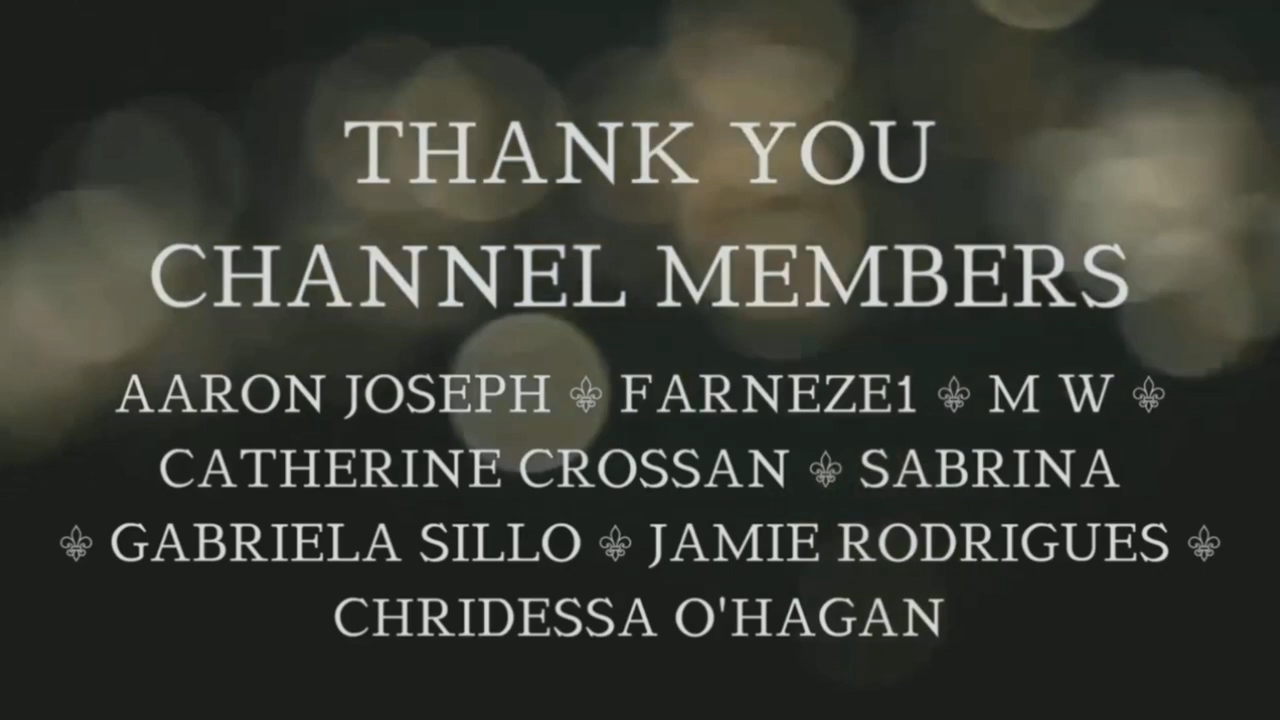 THANK YOU
CHANNEL MEMBERS
AARON JOSEPH ⚜ FARNEZE1 ⚜ M W ⚜
CATHERINE CROSSAN ⚜ SABRINA
⚜ GABRIELA SILLO ⚜ JAMIE RODRIGUES ⚜
CHRIDESSA O'HAGAN